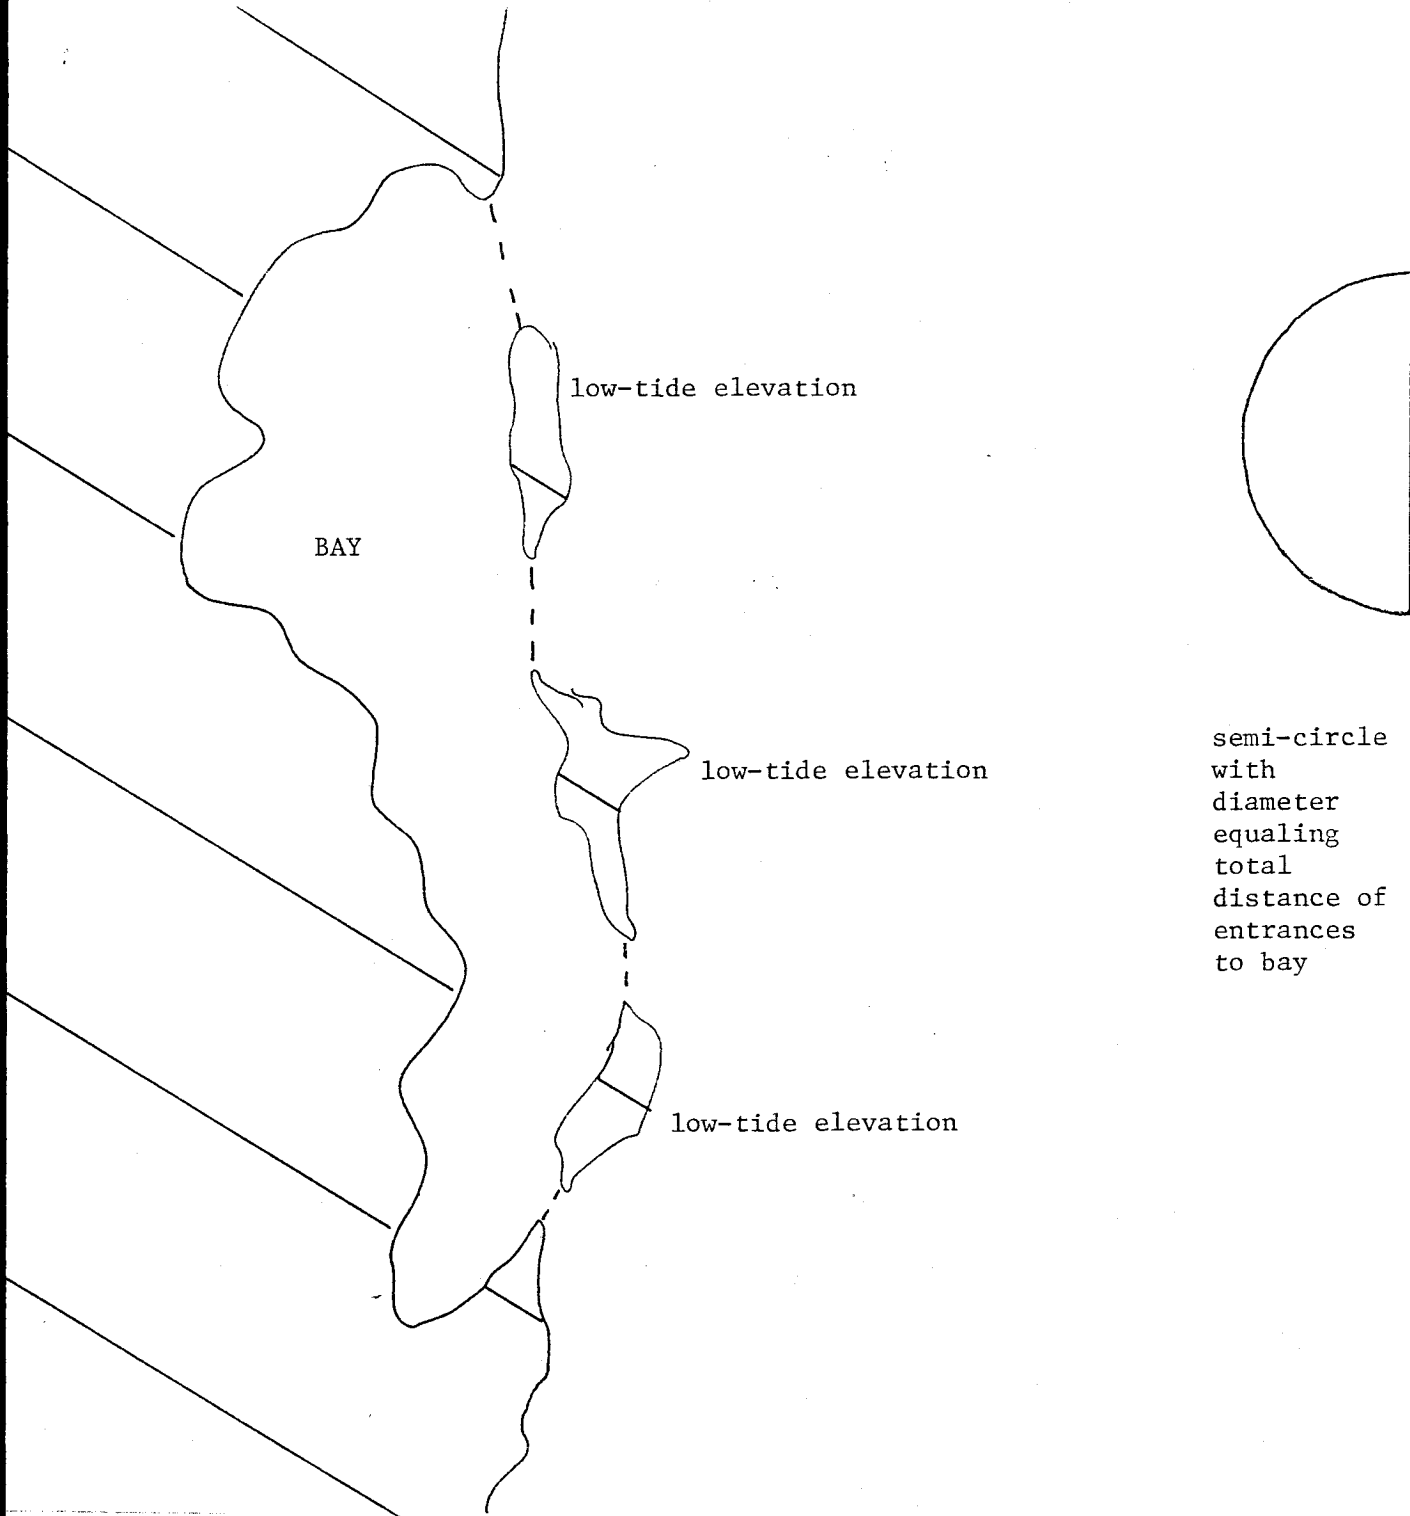 low-tide elevation
BAY
low-tide elevation
low-tide elevation
semi-circle
with
diameter
equaling
total
distance of
entrances
to bay